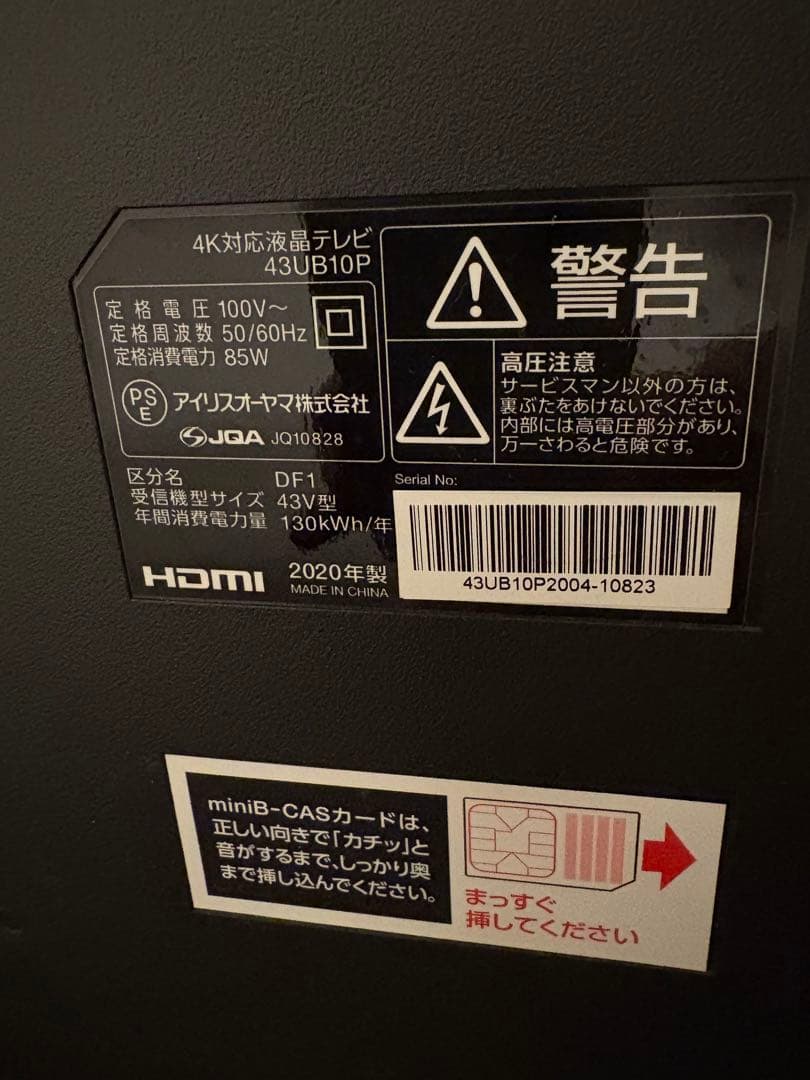 4K対応液晶テレビ
43UB10P
定格電圧 100V～
定格周波数 50/60Hz
定格消費電力 85W
PS
E
アイリスオーヤマ株式会社
JQA JQ10828
区分名 DF1
受信機型サイズ 43V型
年間消費電力量 130kWh/年
HDMI
2020年製
MADE IN CHINA
警告
高圧注意
サービスマン以外の方は、
裏ぶたをあけないでください。
内部には高電圧部分があり、
万一さわると危険です。
Serial No:
43UB10P2004-10823
miniB-CASカードは、
正しい向きで「カチッ」と
音がするまで、しっかり奥
まで挿し込んでください。
まっすぐ
挿してください